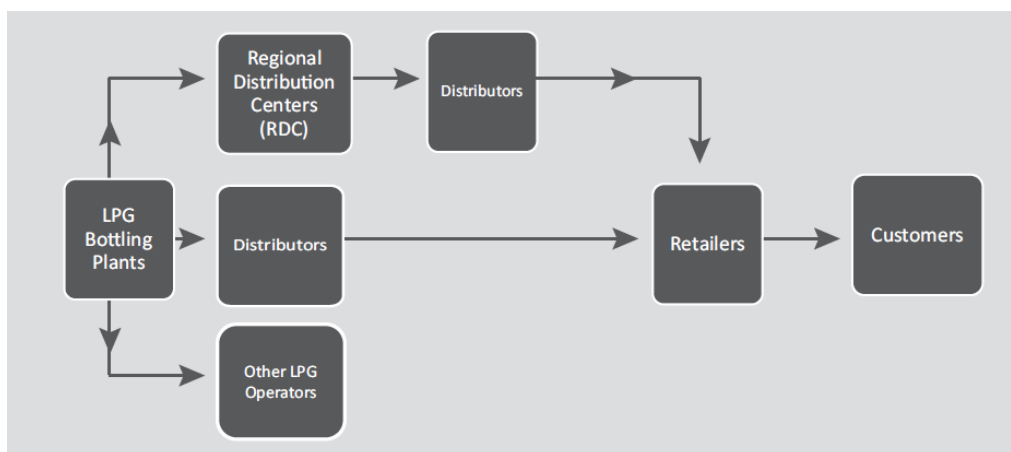 Regional
Distribution
Centers
(RDC)
Distributors
LPG
Bottling
Plants
Distributors
Retailers
Customers
Other LPG
Operators